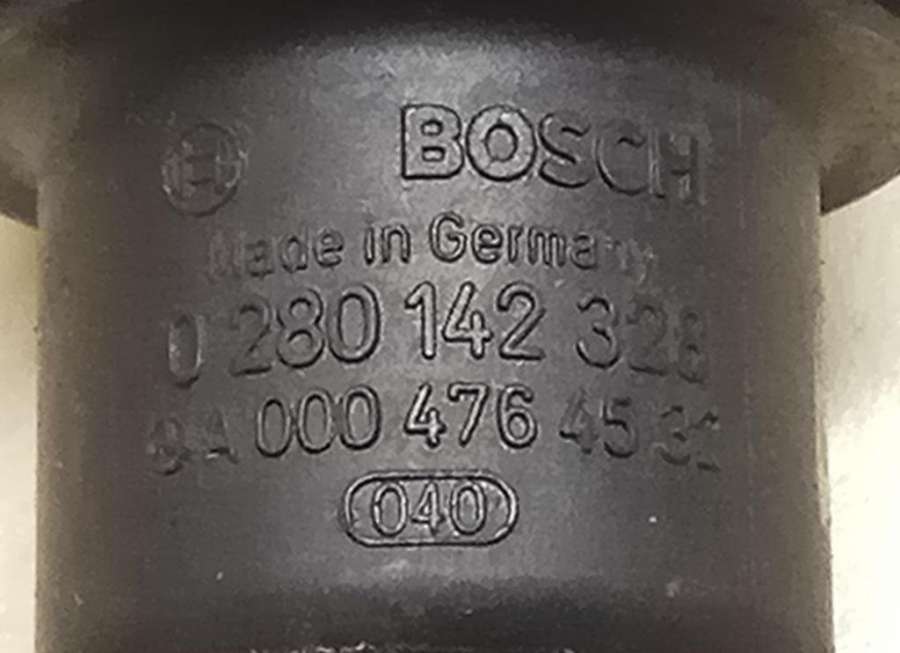 BOSCH
Made in Germany
0 280 142 328
000 476 45 32
040